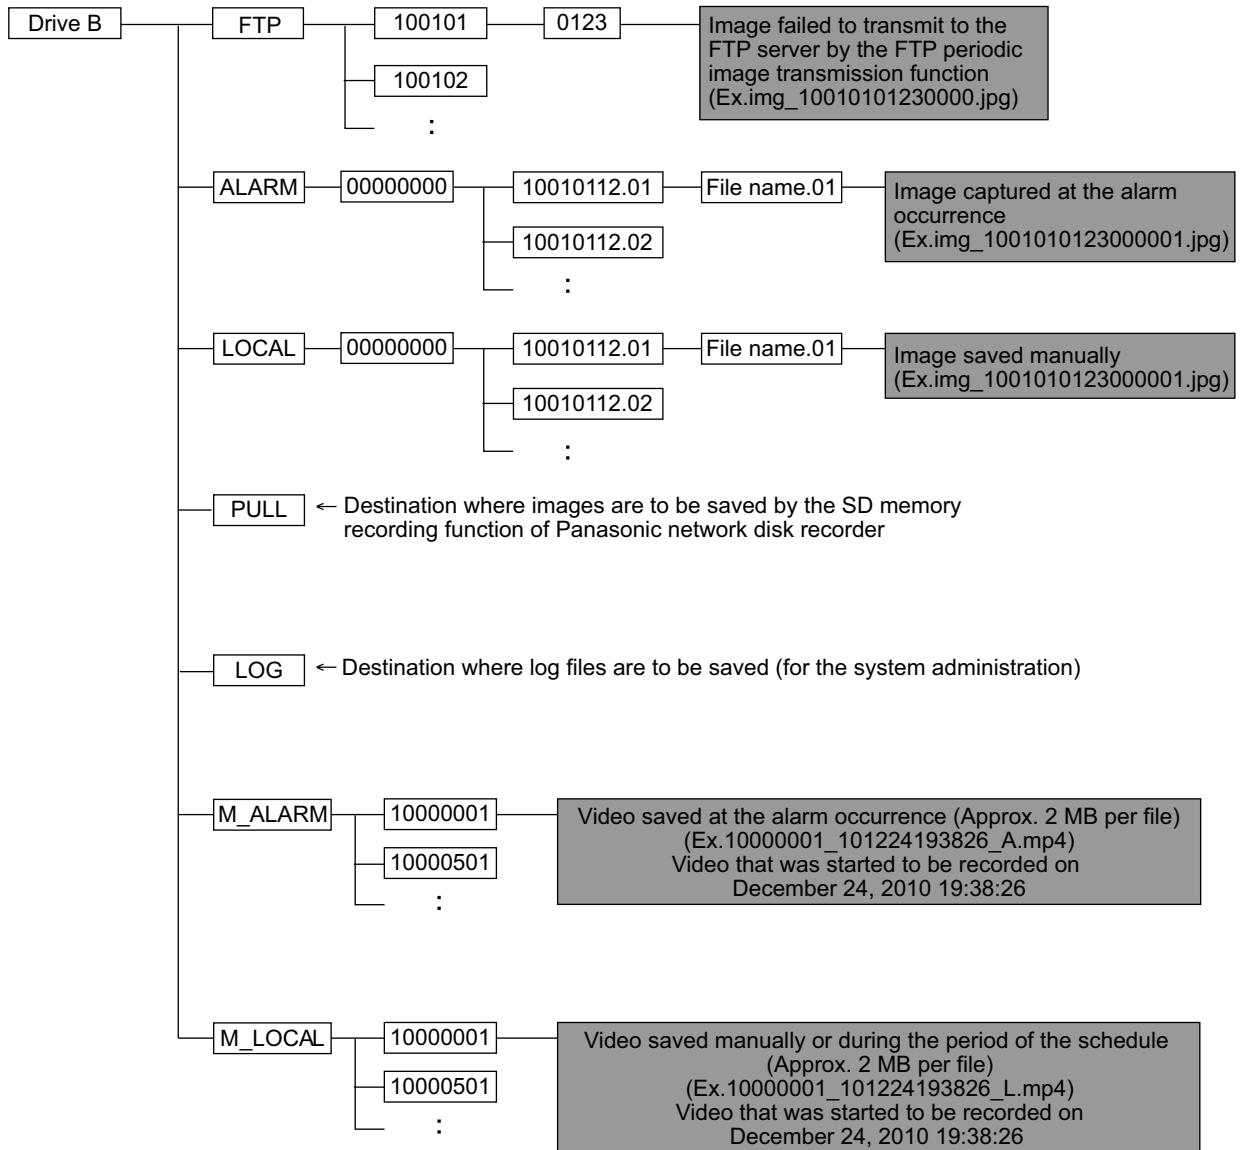 Drive B
FTP
100101
0123
Image failed to transmit to the
FTP server by the FTP periodic
image transmission function
(Ex.img_10010101230000.jpg)
100102
:
ALARM
00000000
10010112.01
File name.01
Image captured at the alarm
occurrence
(Ex.img_1001010123000001.jpg)
10010112.02
:
LOCAL
00000000
10010112.01
File name.01
Image saved manually
(Ex.img_1001010123000001.jpg)
10010112.02
:
PULL
← Destination where images are to be saved by the SD memory
recording function of Panasonic network disk recorder
LOG
← Destination where log files are to be saved (for the system administration)
M_ALARM
10000001
Video saved at the alarm occurrence (Approx. 2 MB per file)
(Ex.10000001_101224193826_A.mp4)
Video that was started to be recorded on
December 24, 2010 19:38:26
10000501
:
M_LOCAL
10000001
Video saved manually or during the period of the schedule
(Approx. 2 MB per file)
(Ex.10000001_101224193826_L.mp4)
Video that was started to be recorded on
December 24, 2010 19:38:26
10000501
: